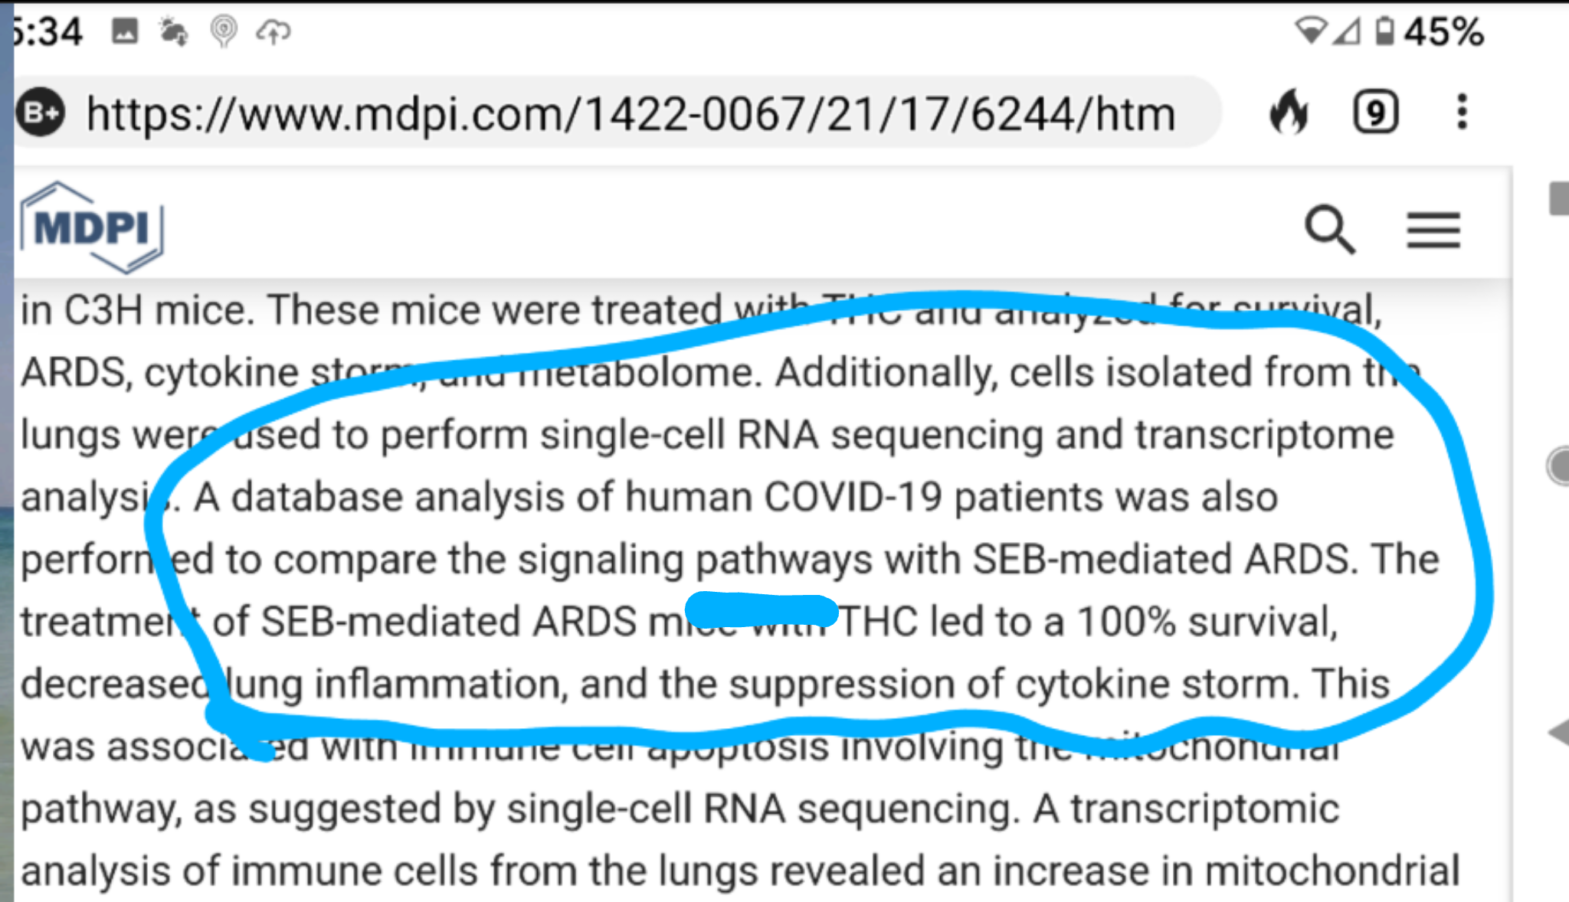 5:34 45%
B+ https://www.mdpi.com/1422-0067/21/17/6244/htm 9
MDPI
in C3H mice. These mice were treated with THC and analyzed for survival,
ARDS, cytokine storm, and metabolome. Additionally, cells isolated from the
lungs were used to perform single-cell RNA sequencing and transcriptome
analysis. A database analysis of human COVID-19 patients was also
performed to compare the signaling pathways with SEB-mediated ARDS. The
treatment of SEB-mediated ARDS mice with THC led to a 100% survival,
decreased lung inflammation, and the suppression of cytokine storm. This
was associated with immune cell apoptosis involving the mitochondrial
pathway, as suggested by single-cell RNA sequencing. A transcriptomic
analysis of immune cells from the lungs revealed an increase in mitochondrial